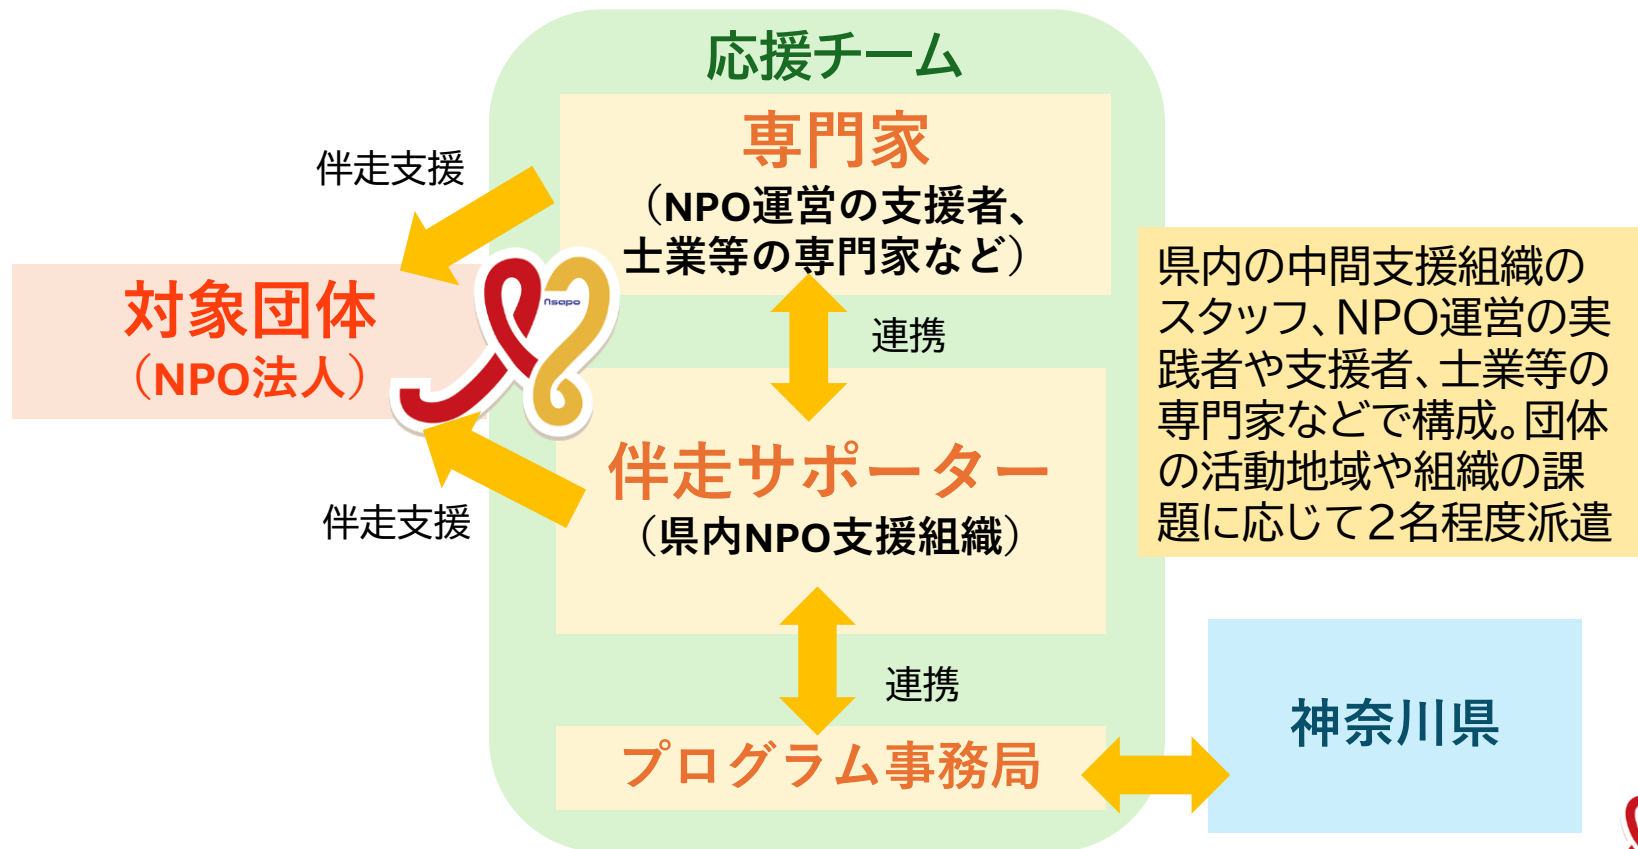 応援チーム
専門家
（NPO運営の支援者、
士業等の専門家など）
伴走支援
対象団体
（NPO法人）
Nsapo
連携
県内の中間支援組織の
スタッフ、NPO運営の実
践者や支援者、士業等の
専門家などで構成。団体
の活動地域や組織の課
題に応じて2名程度派遣
伴走サポーター
（県内NPO支援組織）
伴走支援
連携
プログラム事務局
神奈川県